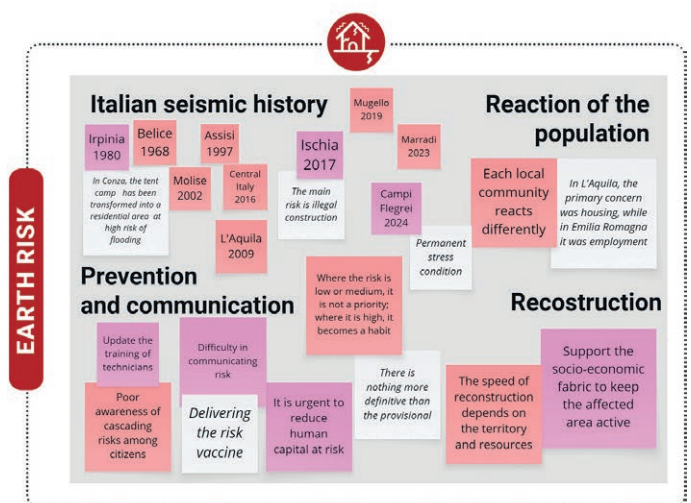 EARTH RISK
Italian seismic history
Irpinia
1980
Belice
1968
Assisi
1997
In Conza, the tent
camp has been
transformed into a
residential area at
high risk of
flooding
Molise
2002
Central
Italy
2016
L'Aquila
2009
Ischia
2017
The main
risk is illegal
construction
Mugello
2019
Marradi
2023
Campi
Flegrei
2024
Permanent
stress
condition
Reaction of the
population
Each local
community
reacts
differently
In L'Aquila, the
primary concern
was housing, while
in Emilia Romagna
it was employment
Prevention
and communication
Update the
training of
technicians
Difficulty in
communicating
risk
Where the risk is
low or medium, it
is not a priority;
where it is high, it
becomes a habit
Poor
awareness of
cascading
risks among
citizens
Delivering
the risk
vaccine
It is urgent to
reduce
human
capital at risk
There is
nothing more
definitive than
the provisional
Recostruction
The speed of
reconstruction
depends on
the territory
and resources
Support the
socio-economic
fabric to keep
the affected
area active